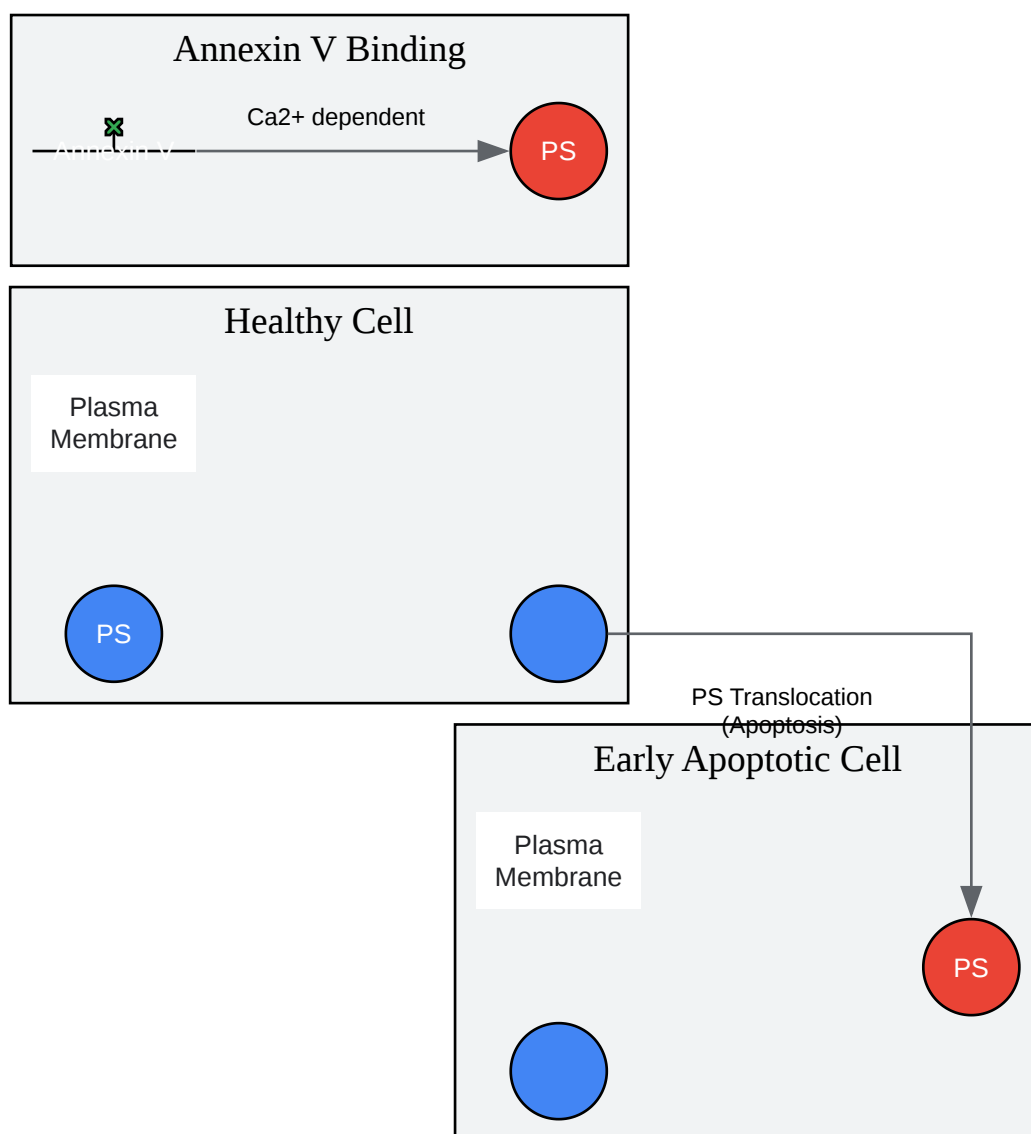 Annexin V Binding
Ca2+ dependent
Annexin V
PS
Healthy Cell
Plasma
Membrane
PS
PS Translocation
(Apoptosis)
Early Apoptotic Cell
Plasma
Membrane
PS